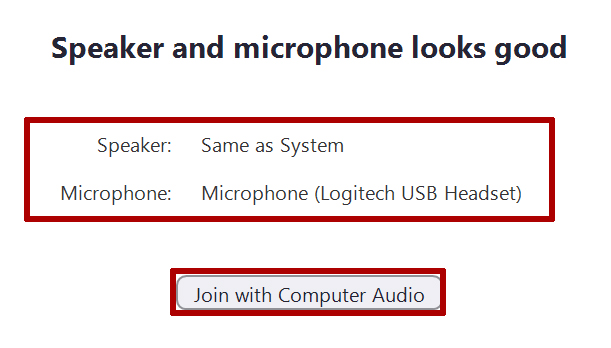 Speaker and microphone looks good
Speaker: Same as System
Microphone: Microphone (Logitech USB Headset)
Join with Computer Audio